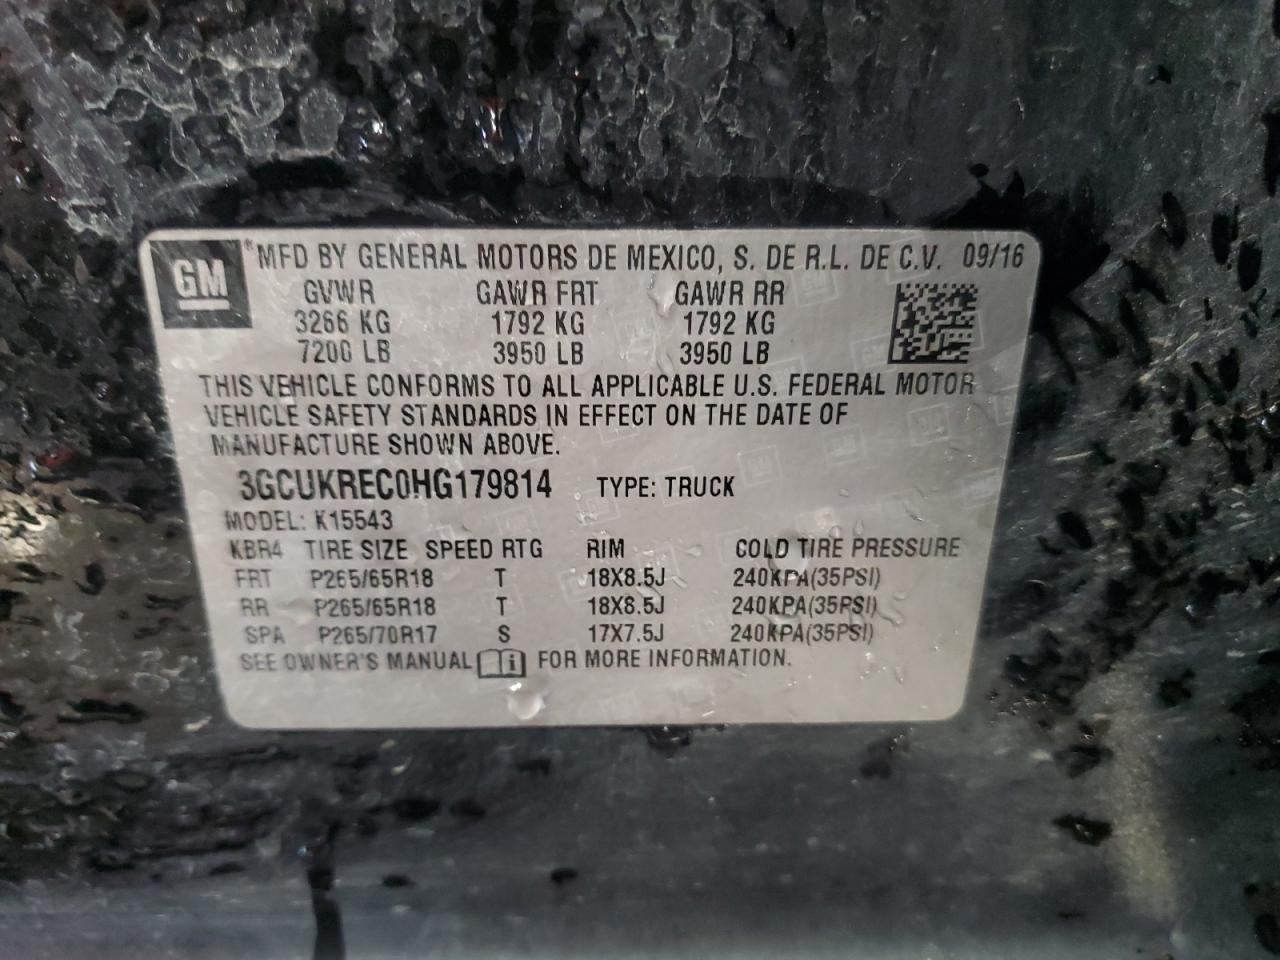 GM ® MFD BY GENERAL MOTORS DE MEXICO, S. DE R.L. DE C.V. 09/16
GVWR GAWR FRT GAWR RR
3266 KG 1792 KG 1792 KG
7200 LB 3950 LB 3950 LB
THIS VEHICLE CONFORMS TO ALL APPLICABLE U.S. FEDERAL MOTOR
VEHICLE SAFETY STANDARDS IN EFFECT ON THE DATE OF
MANUFACTURE SHOWN ABOVE.
3GCUKREC0HG179814 TYPE: TRUCK
MODEL: K15543
KBR4 TIRE SIZE SPEED RTG RIM COLD TIRE PRESSURE
FRT P265/65R18 T 18X8.5J 240KPA(35PSI)
RR P265/65R18 T 18X8.5J 240KPA(35PSI)
SPA P265/70R17 S 17X7.5J 240KPA(35PSI)
SEE OWNER'S MANUAL i FOR MORE INFORMATION.